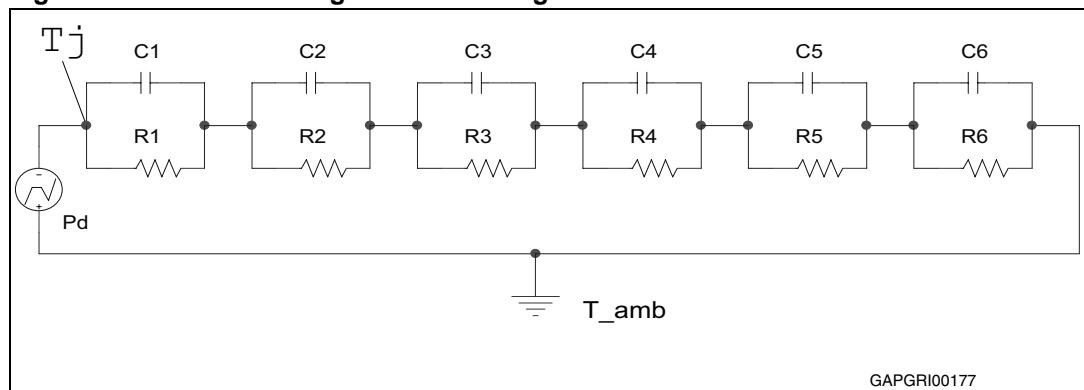 Tj
C1 C2 C3 C4 C5 C6
R1 R2 R3 R4 R5 R6
-
+
Pd
T_amb
GAPGRI00177